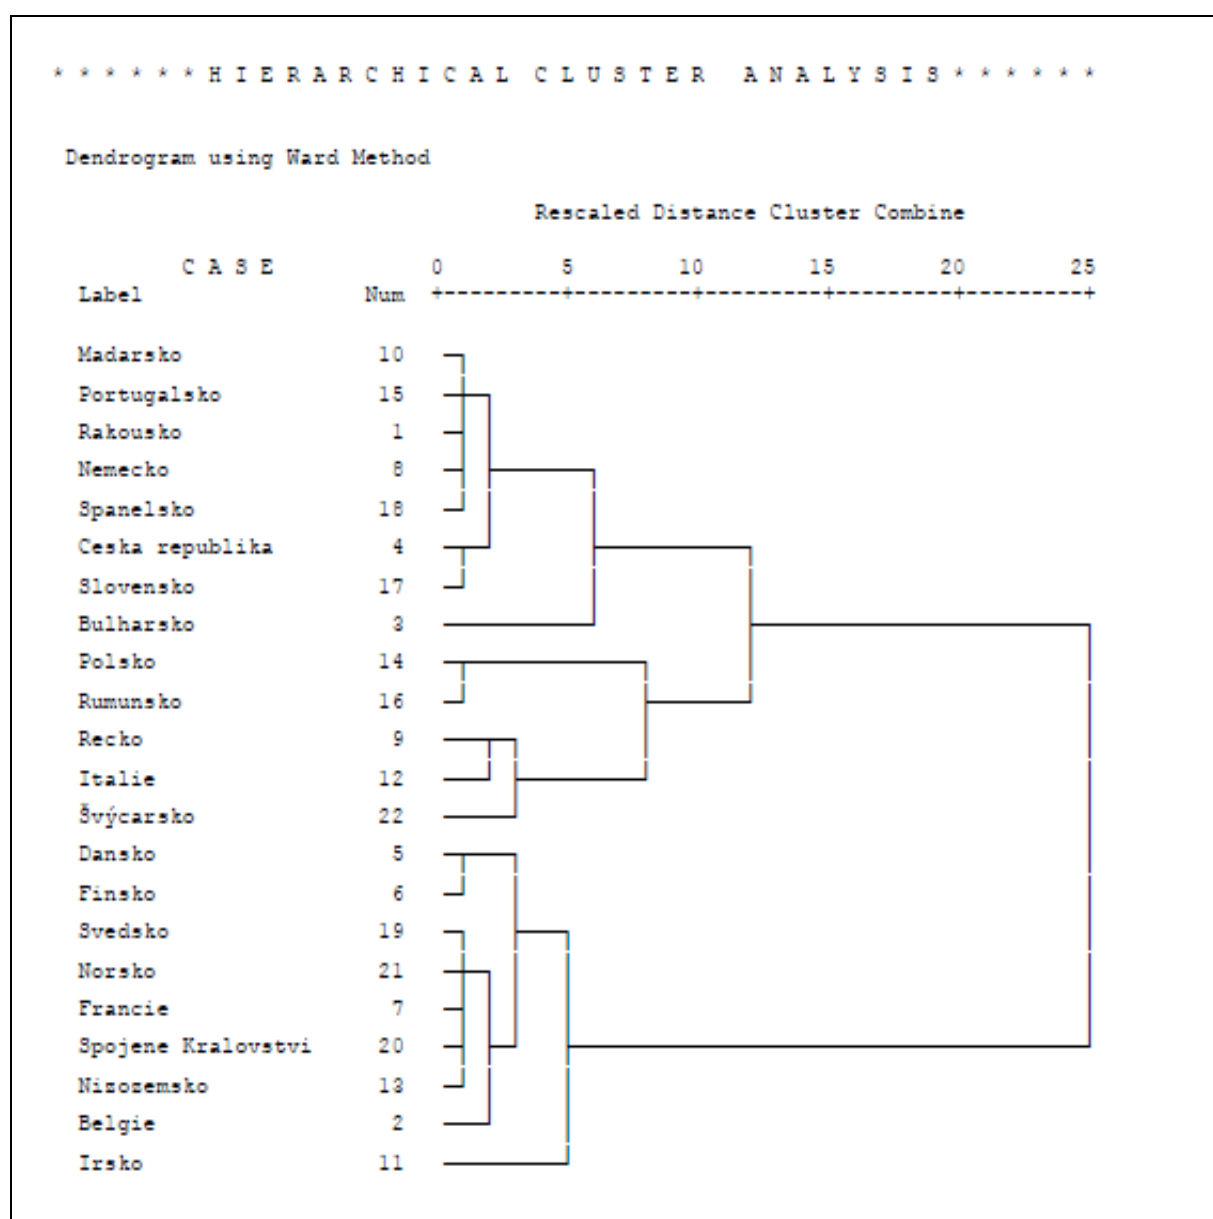 * * * * * * H I E R A R C H I C A L C L U S T E R A N A L Y S I S * * * * * *
Dendrogram using Ward Method
Rescaled Distance Cluster Combine
C A S E 0 5 10 15 20 25
Label Num +---------+---------+---------+---------+---------+
Madarsko 10
Portugalsko 15
Rakousko 1
Nemecko 8
Spanelsko 18
Ceska republika 4
Slovensko 17
Bulharsko 3
Polsko 14
Rumunsko 16
Recko 9
Italie 12
Švýcarsko 22
Dansko 5
Finsko 6
Svedsko 19
Norsko 21
Francie 7
Spojene Kralovstvi 20
Nizozemsko 13
Belgie 2
Irsko 11